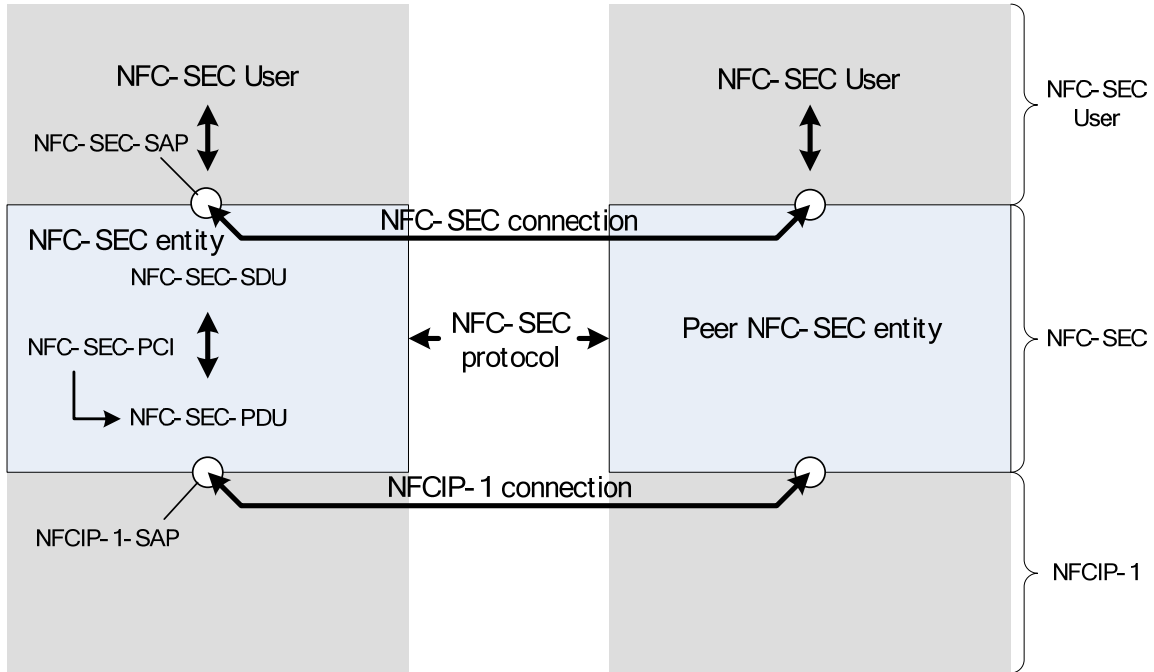 NFC-SEC User
NFC-SEC User
NFC-SEC
User
NFC-SEC-SAP
NFC-SEC connection
NFC-SEC entity
NFC-SEC-SDU
NFC-SEC
protocol
Peer NFC-SEC entity
NFC-SEC
NFC-SEC-PCI
NFC-SEC-PDU
NFCIP-1 connection
NFCIP-1-SAP
NFCIP-1